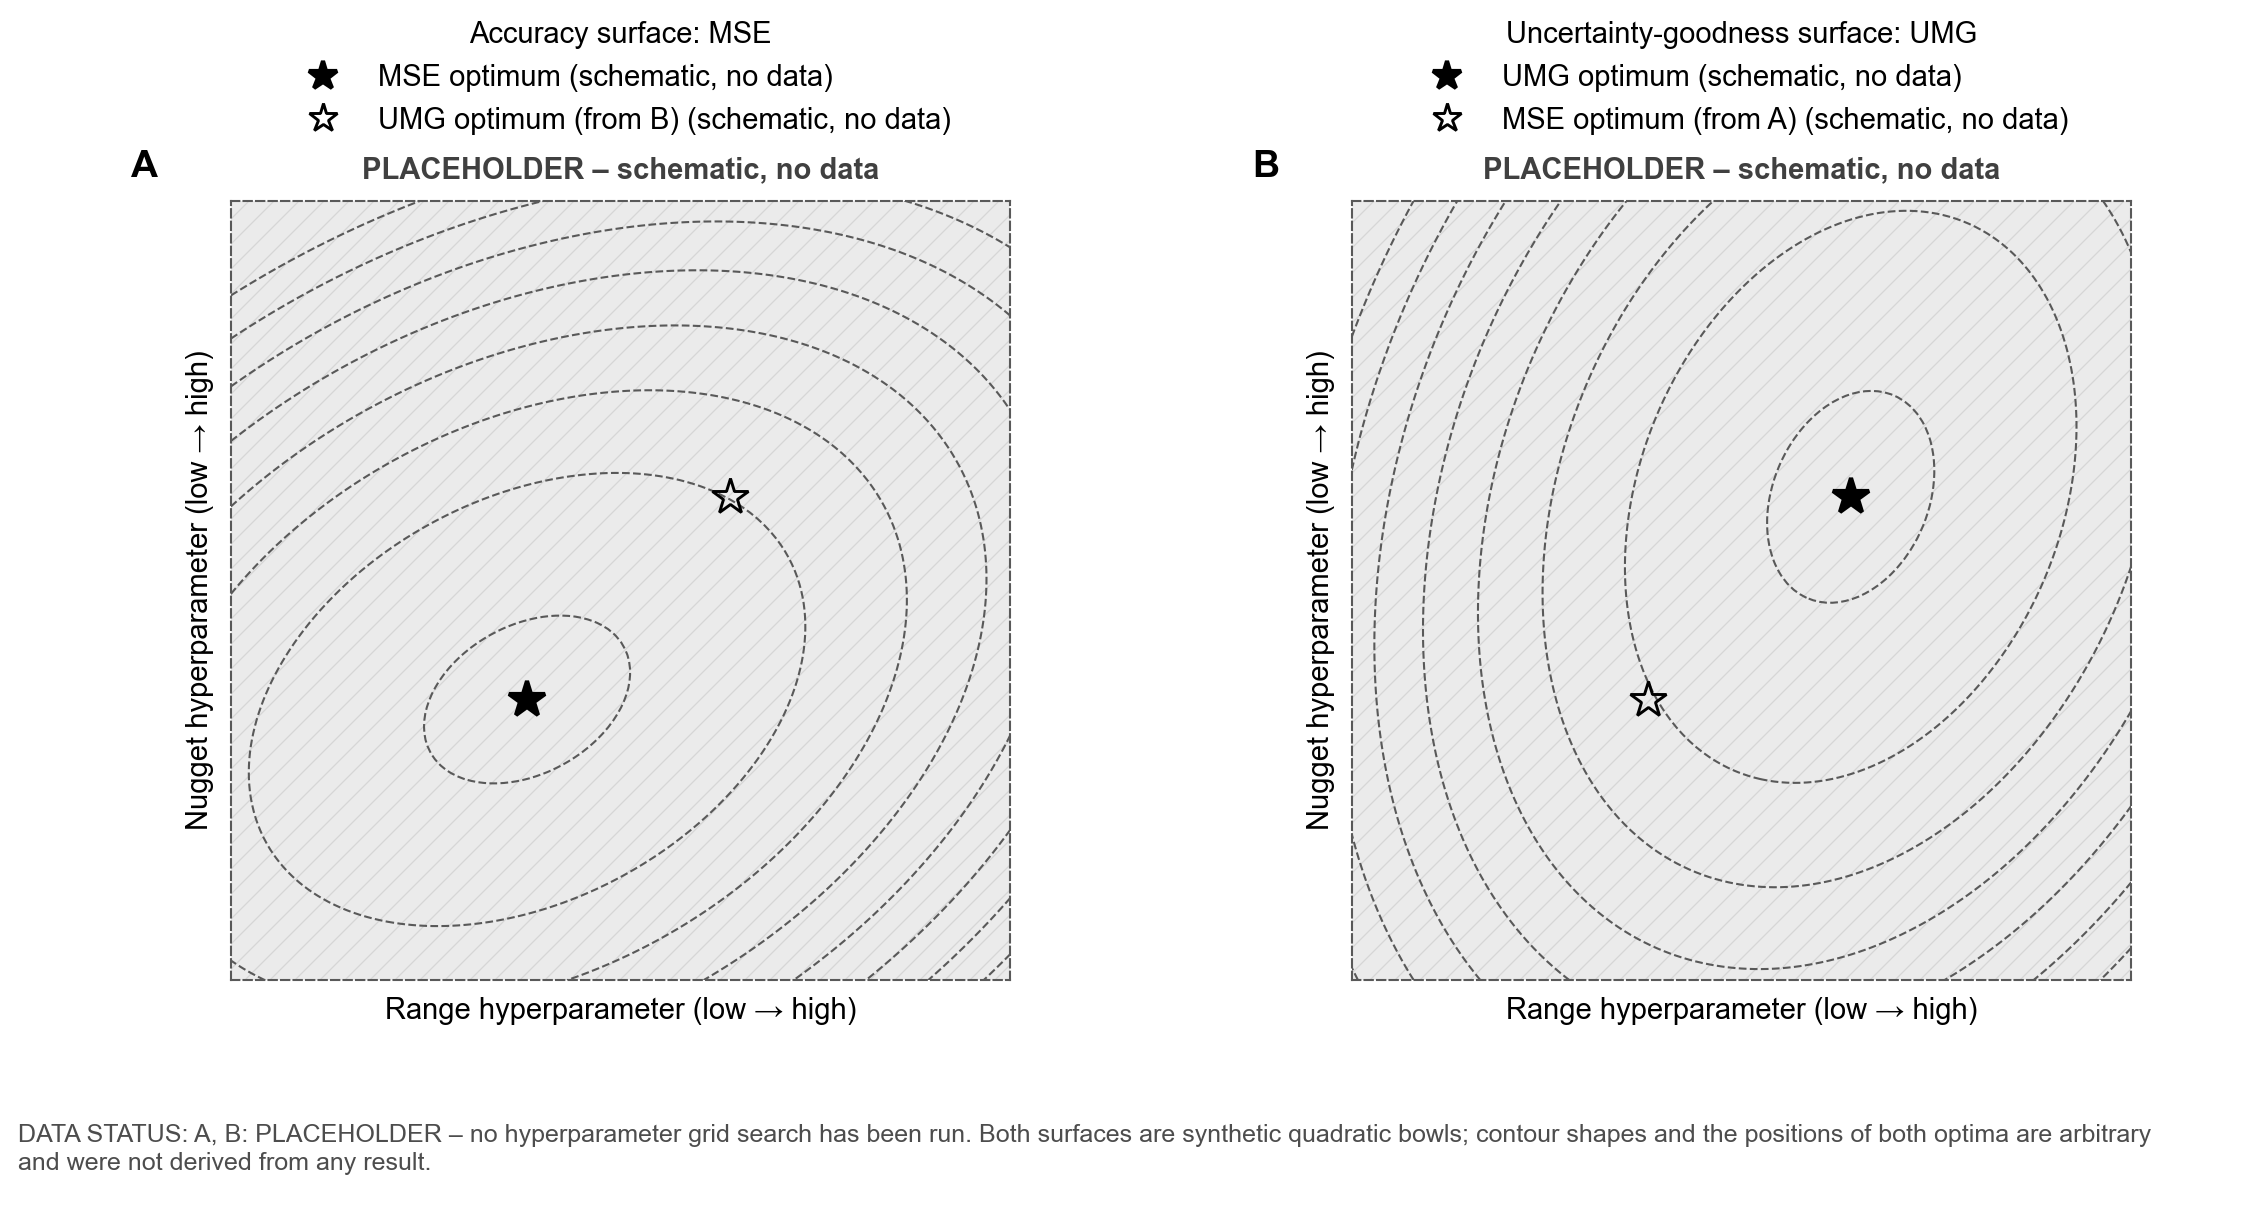 Accuracy surface: MSE
MSE optimum (schematic, no data)
UMG optimum (from B) (schematic, no data)
A
PLACEHOLDER – schematic, no data
Nugget hyperparameter (low → high)
Range hyperparameter (low → high)
Uncertainty-goodness surface: UMG
UMG optimum (schematic, no data)
MSE optimum (from A) (schematic, no data)
B
PLACEHOLDER – schematic, no data
Nugget hyperparameter (low → high)
Range hyperparameter (low → high)
DATA STATUS: A, B: PLACEHOLDER – no hyperparameter grid search has been run. Both surfaces are synthetic quadratic bowls; contour shapes and the positions of both optima are arbitrary
and were not derived from any result.